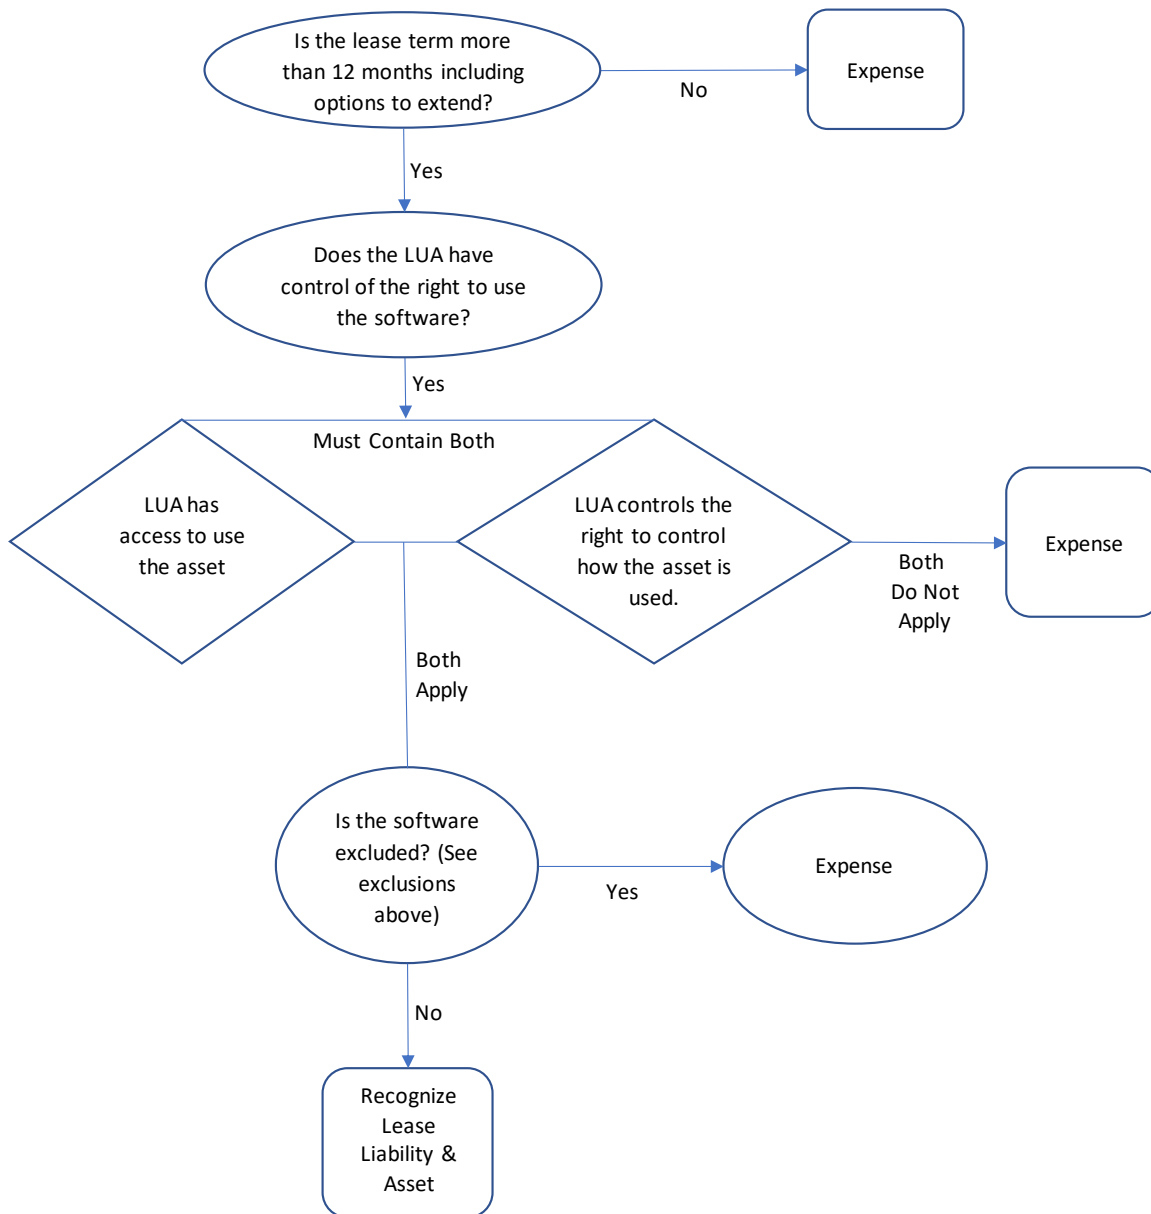 Is the lease term more
than 12 months including
options to extend?
No
Expense
Yes
Does the LUA have
control of the right to use
the software?
Yes
Must Contain Both
LUA has
access to use
the asset
LUA controls the
right to control
how the asset is
used.
Both
Do Not
Apply
Expense
Both
Apply
Is the software
excluded? (See
exclusions
above)
Yes
Expense
No
Recognize
Lease
Liability &
Asset